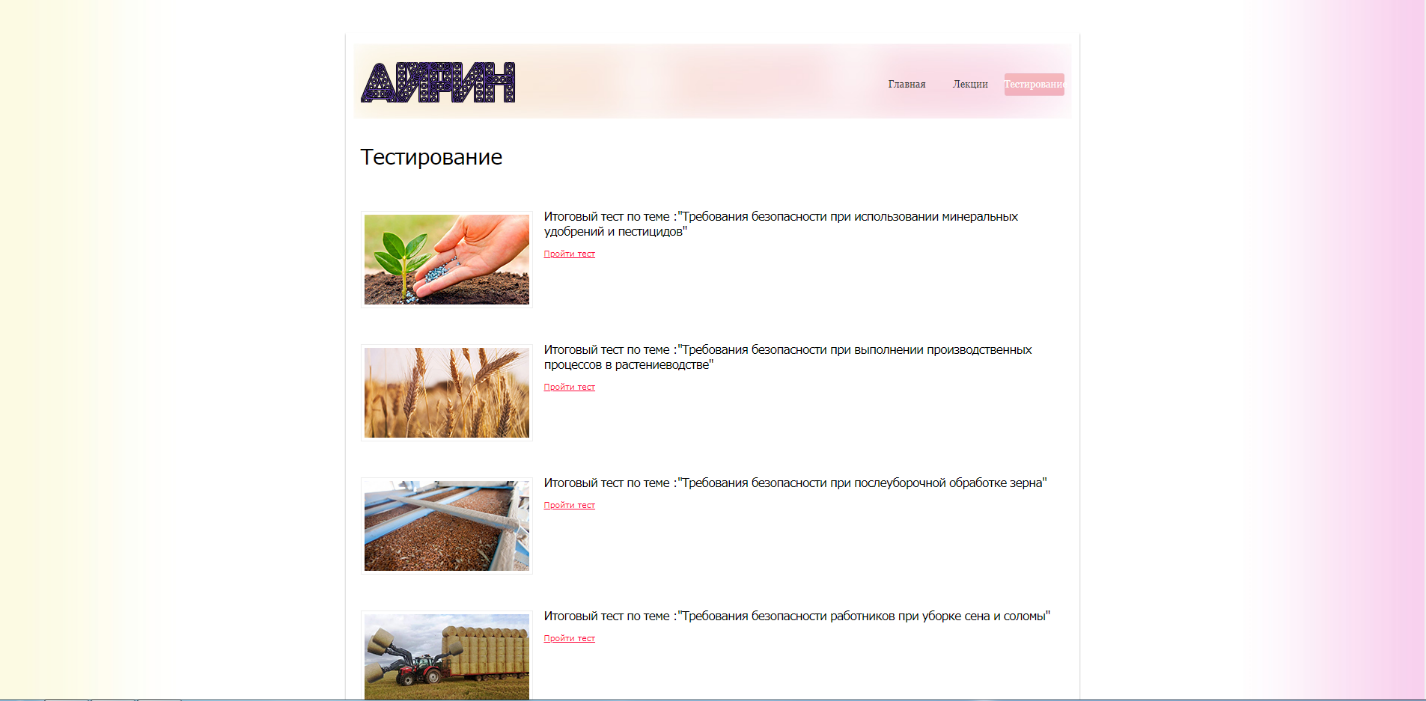 АЙРИН
Главная Лекции Тестирование
Тестирование
Итоговый тест по теме :"Требования безопасности при использовании минеральных
удобрений и пестицидов"
Пройти тест
Итоговый тест по теме :"Требования безопасности при выполнении производственных
процессов в растениеводстве"
Пройти тест
Итоговый тест по теме :"Требования безопасности при послеуборочной обработке зерна"
Пройти тест
Итоговый тест по теме :"Требования безопасности работников при уборке сена и соломы"
Пройти тест